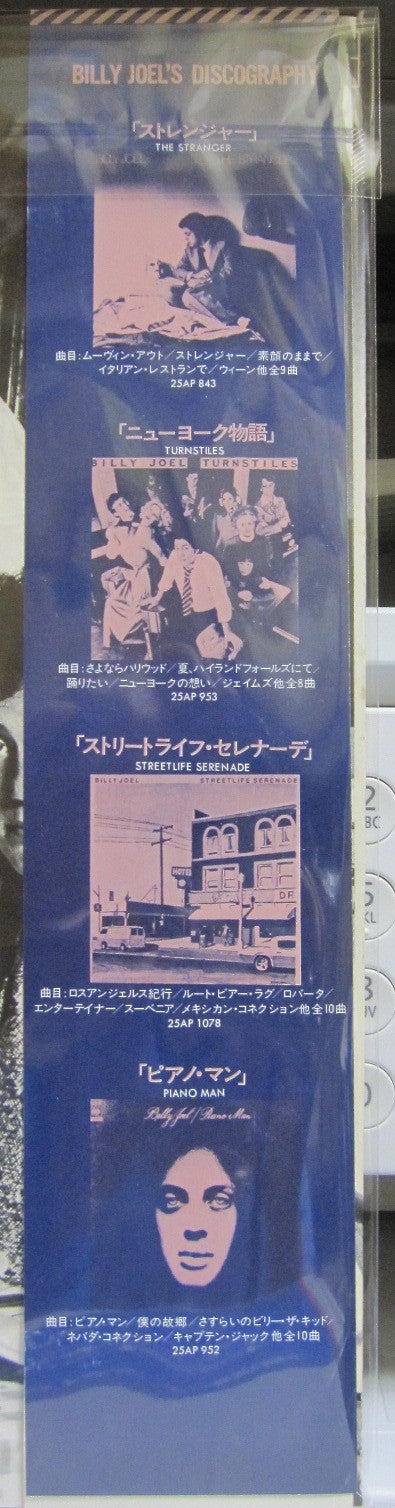 BILLY JOEL'S DISCOGRAPHY
「ストレンジャー」
THE STRANGER
曲目:ムーヴィン・アウト/ストレンジャー/素顔のままで/
イタリアン・レストランで/ウィーン他全9曲
25AP 843
「ニューヨーク物語」
TURNSTILES
BILLY JOEL TURNSTILES
曲目:さよならハリウッド/夏、ハイランドフォールズにて/
踊りたい/ニューヨークの想い/ジェイムズ他全8曲
25AP 953
「ストリートライフ・セレナーデ」
STREETLIFE SERENADE
BILLY JOEL STREETLIFE SERENADE
HOTEL
曲目:ロスアンジェルス紀行/ルート・ビアー・ラグ/ロバータ/
エンターテイナー/スーベニア/メキシカン・コネクション他全10曲
25AP 1078
「ピアノ・マン」
PIANO MAN
Billy Joel / Piano Man
曲目:ピアノ・マン/僕の故郷/さすらいのビリー・ザ・キッド/
ネバダ・コネクション/キャプテン・ジャック他全10曲
25AP 952